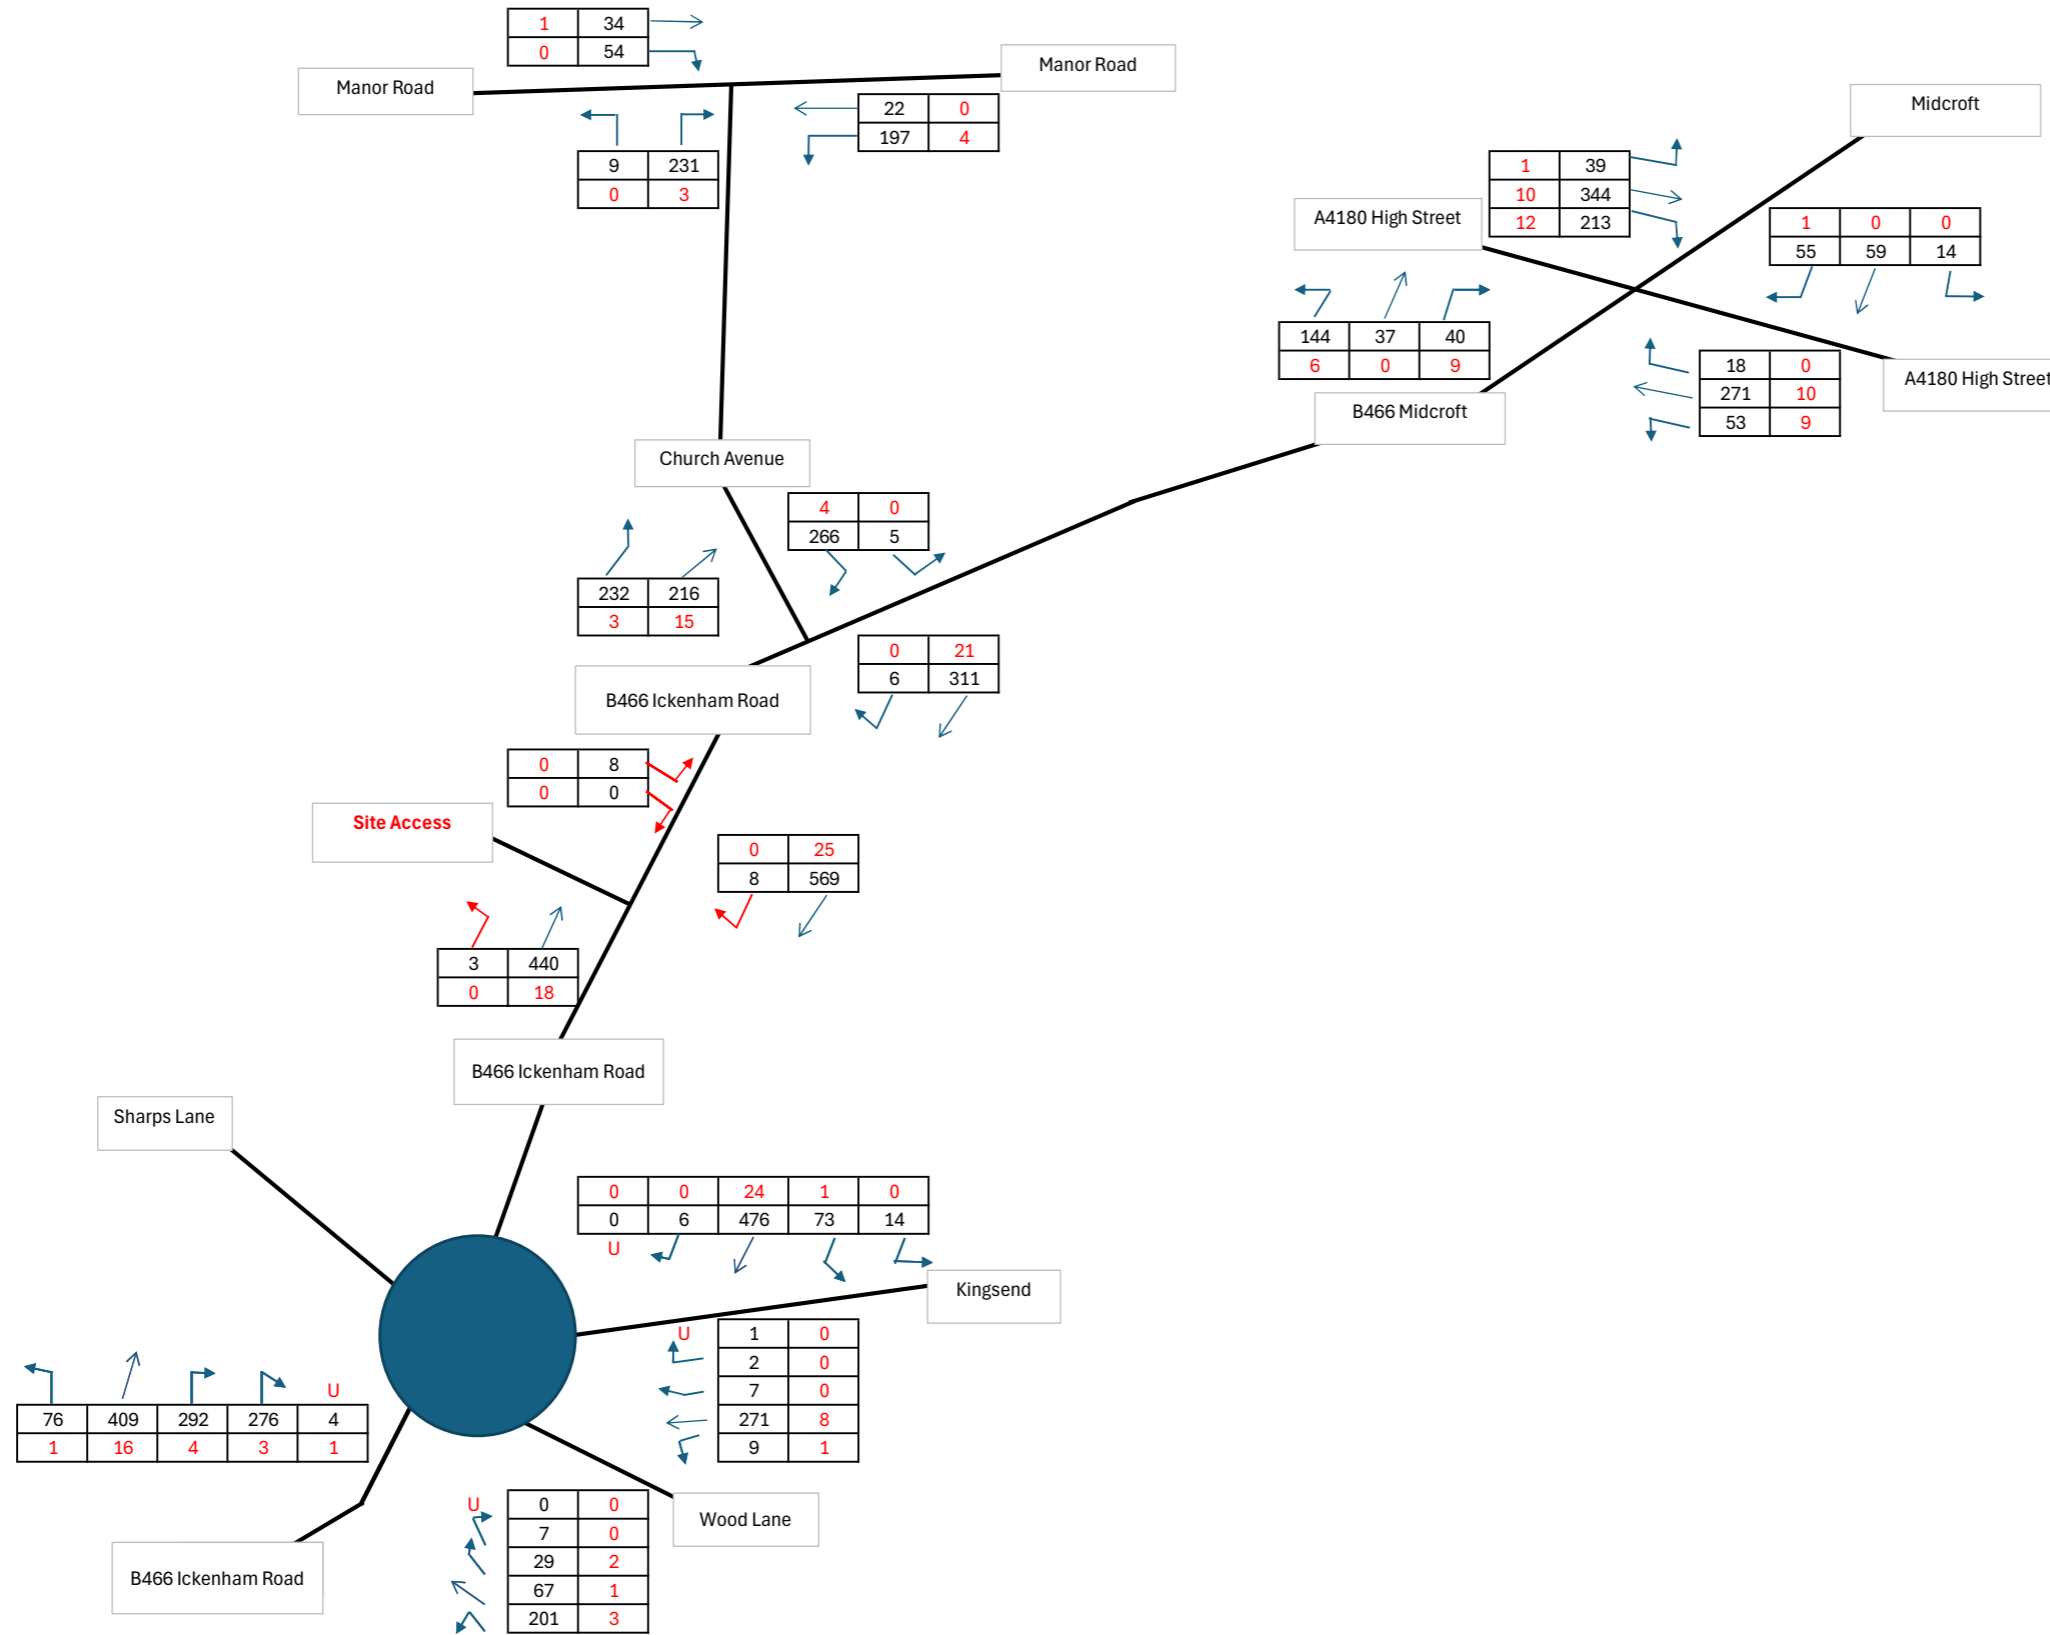 1 34
0 54
Manor Road
Manor Road
22 0
197 4
9 231
0 3
Midcroft
1 39
10 344
12 213
A4180 High Street
1 0 0
55 59 14
144 37 40
6 0 9
18 0
271 10
53 9
A4180 High Street
B466 Midcroft
Church Avenue
4 0
266 5
232 216
3 15
0 21
6 311
B466 Ickenham Road
0 8
0 0
Site Access
0 25
8 569
3 440
0 18
B466 Ickenham Road
Sharps Lane
0 0 24 1 0
0 6 476 73 14
U
Kingsend
U 1 0
2 0
7 0
271 8
9 1
U
76 409 292 276 4
1 16 4 3 1
U 0 0
7 0
29 2
67 1
201 3
Wood Lane
B466 Ickenham Road